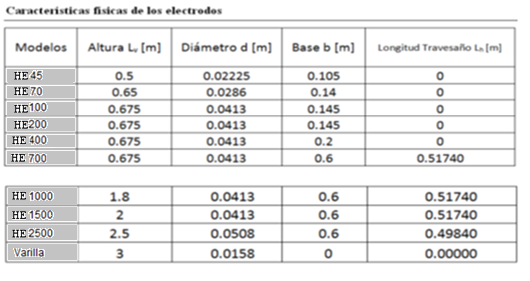 Características físicas de los electrodos
Modelos Altura Lᵥ [m] Diámetro d [m] Base b [m] Longitud Travesaño Lₕ [m]
HE 45 0.5 0.02225 0.105 0
HE 70 0.65 0.0286 0.14 0
HE100 0.675 0.0413 0.145 0
HE200 0.675 0.0413 0.145 0
HE 400 0.675 0.0413 0.2 0
HE 700 0.675 0.0413 0.6 0.51740
HE 1000 1.8 0.0413 0.6 0.51740
HE 1500 2 0.0413 0.6 0.51740
HE 2500 2.5 0.0508 0.6 0.49840
Varilla 3 0.0158 0 0.00000